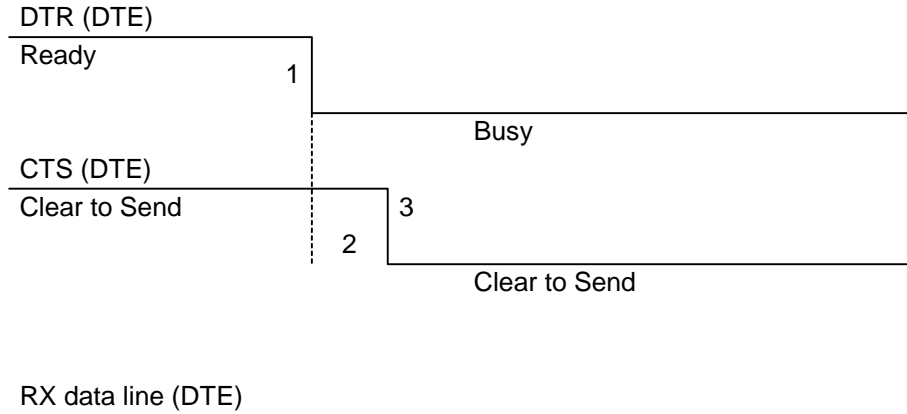 DTR (DTE)
Ready
1
Busy
CTS (DTE)
Clear to Send
3
2
Clear to Send
RX data line (DTE)